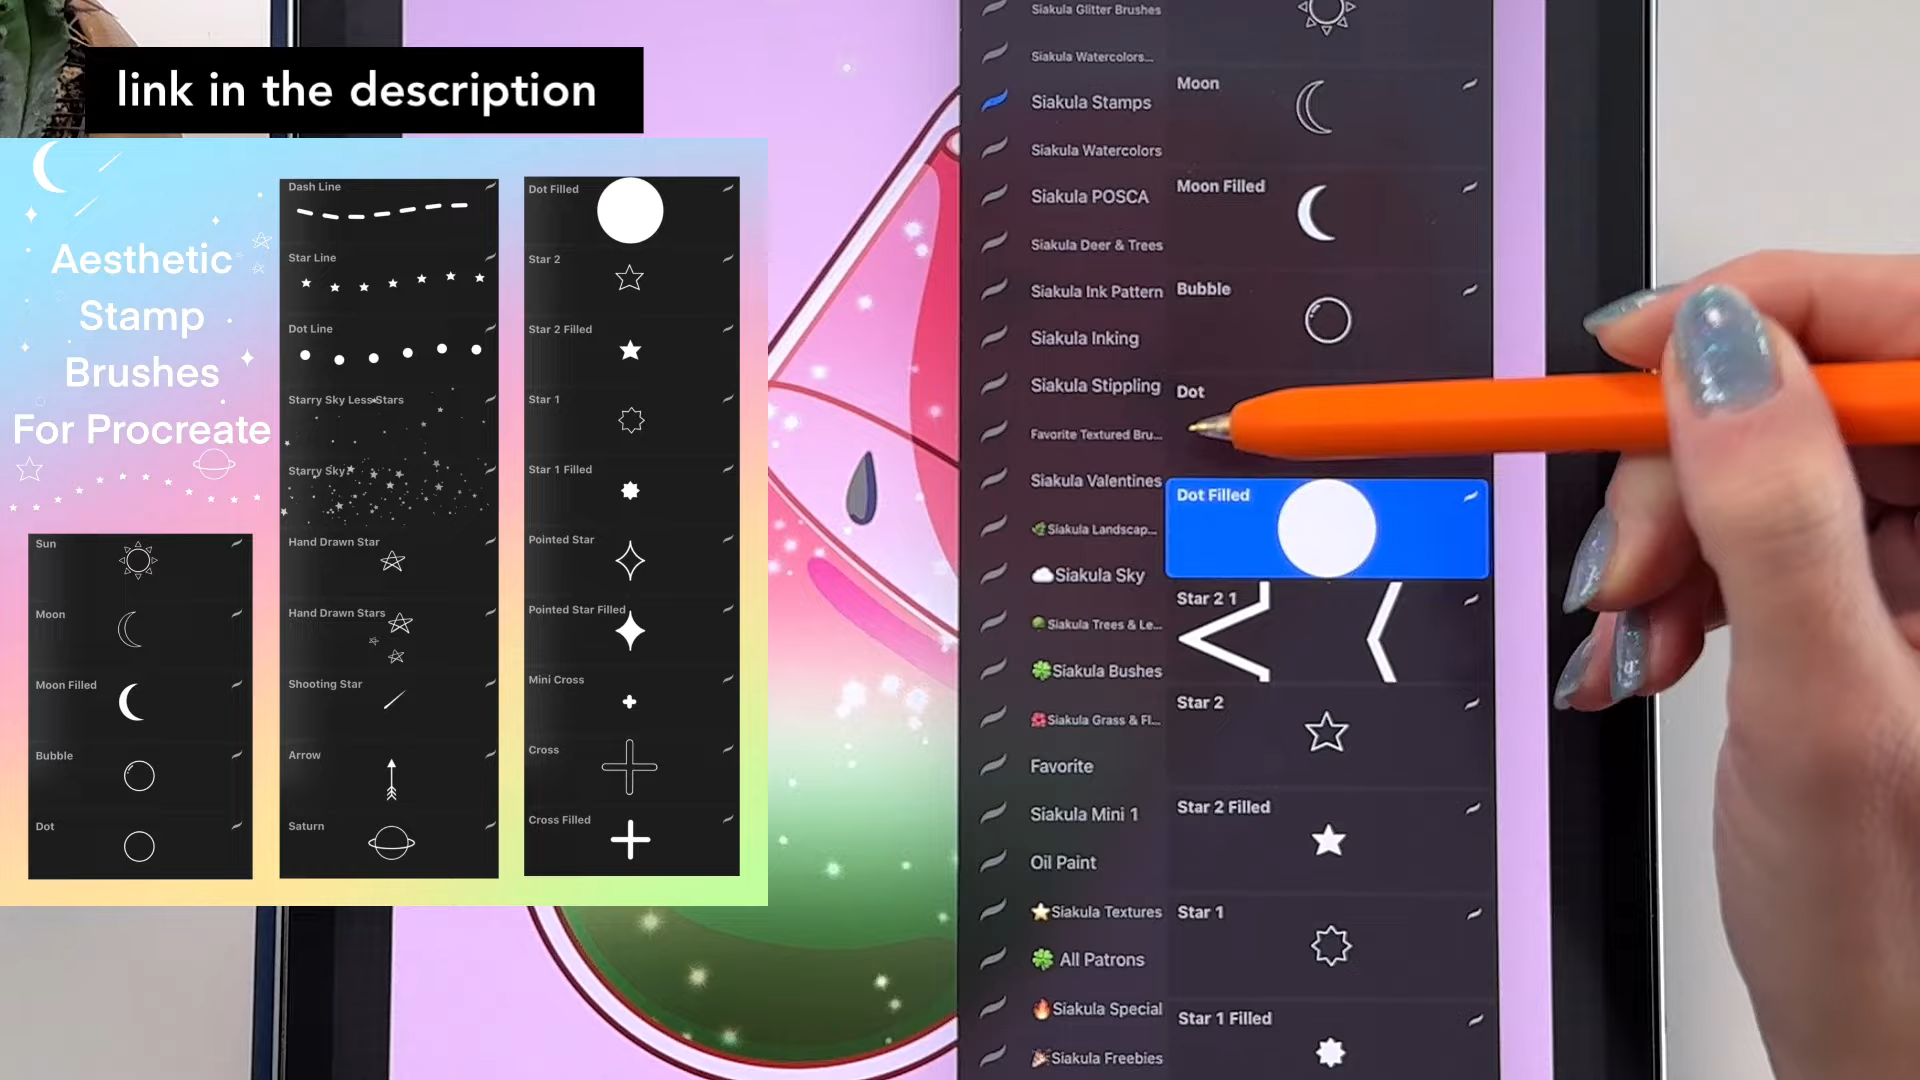 link in the description
Aesthetic
Stamp
Brushes
For Procreate
Sun
Moon
Moon Filled
Bubble
Dot
Dash Line
Star Line
Dot Line
Starry Sky Less Stars
Starry Sky
Hand Drawn Star
Hand Drawn Stars
Shooting Star
Arrow
Saturn
Dot Filled
Star 2
Star 2 Filled
Star 1
Star 1 Filled
Pointed Star
Pointed Star Filled
Mini Cross
Cross
Cross Filled
Siakula Glitter Brushes
Siakula Watercolors...
Siakula Stamps
Siakula Watercolors
Siakula POSCA
Siakula Deer & Trees
Siakula Ink Pattern
Siakula Inking
Siakula Stippling
Favorite Textured Bru...
Siakula Valentines
🌿Siakula Landscap...
☁️Siakula Sky
🌳Siakula Trees & Le...
🍀Siakula Bushes
🌺Siakula Grass & Fl...
Favorite
Siakula Mini 1
Oil Paint
⭐Siakula Textures
🍀 All Patrons
🔥Siakula Special
🎉Siakula Freebies
Moon
Moon Filled
Bubble
Dot
Dot Filled
Star 2 1
Star 2
Star 2 Filled
Star 1
Star 1 Filled